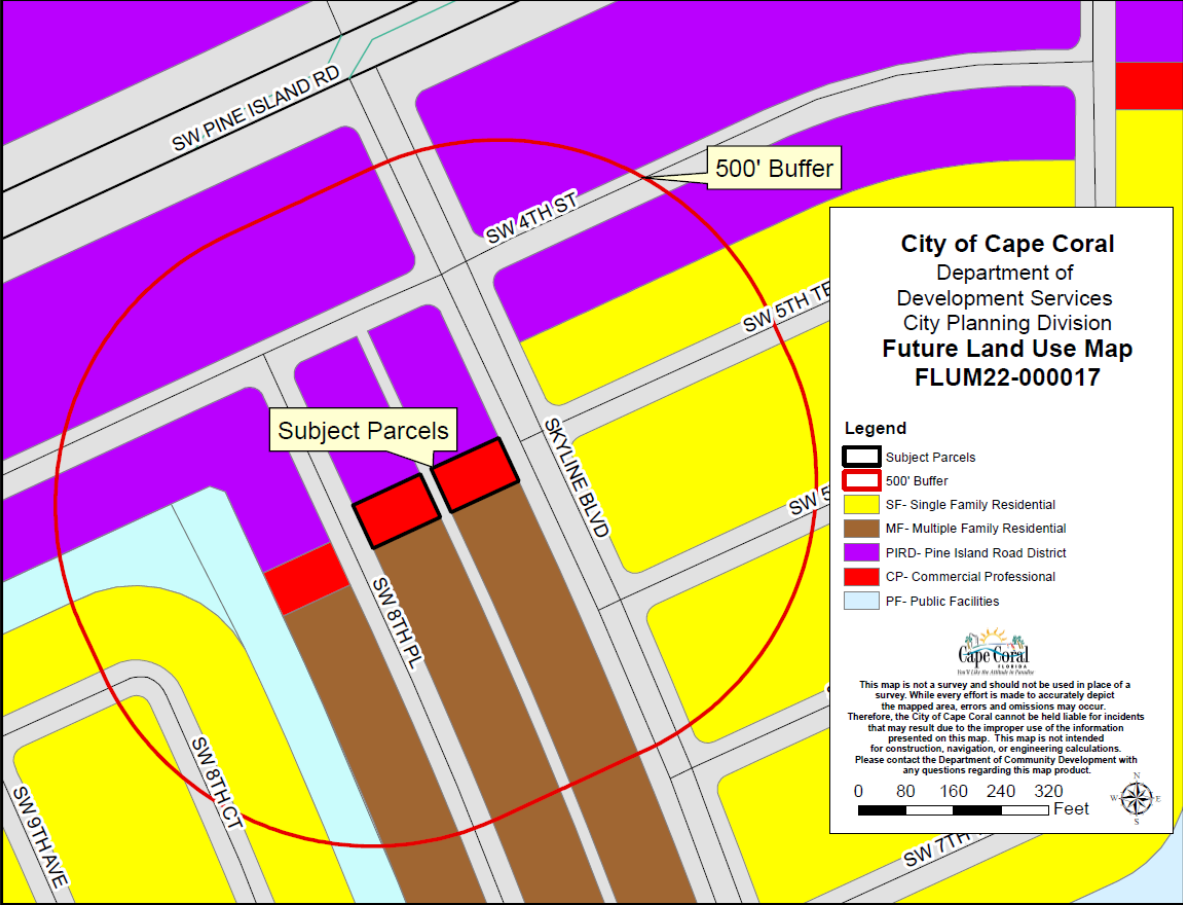 SW PINE ISLAND RD
500' Buffer
SW 4TH ST
SW 5TH TE
Subject Parcels
SKYLINE BLVD
SW 5
SW 8TH PL
SW 8TH CT
SW 9TH AVE
SW 7TH
City of Cape Coral
Department of
Development Services
City Planning Division
Future Land Use Map
FLUM22-000017
Legend
Subject Parcels
500' Buffer
SF- Single Family Residential
MF- Multiple Family Residential
PIRD- Pine Island Road District
CP- Commercial Professional
PF- Public Facilities
Cape Coral
FLORIDA
You'll Like the Attitude in Paradise
This map is not a survey and should not be used in place of a
survey. While every effort is made to accurately depict
the mapped area, errors and omissions may occur.
Therefore, the City of Cape Coral cannot be held liable for incidents
that may result due to the improper use of the information
presented on this map. This map is not intended
for construction, navigation, or engineering calculations.
Please contact the Department of Community Development with
any questions regarding this map product.
0 80 160 240 320
Feet
N
W E
S